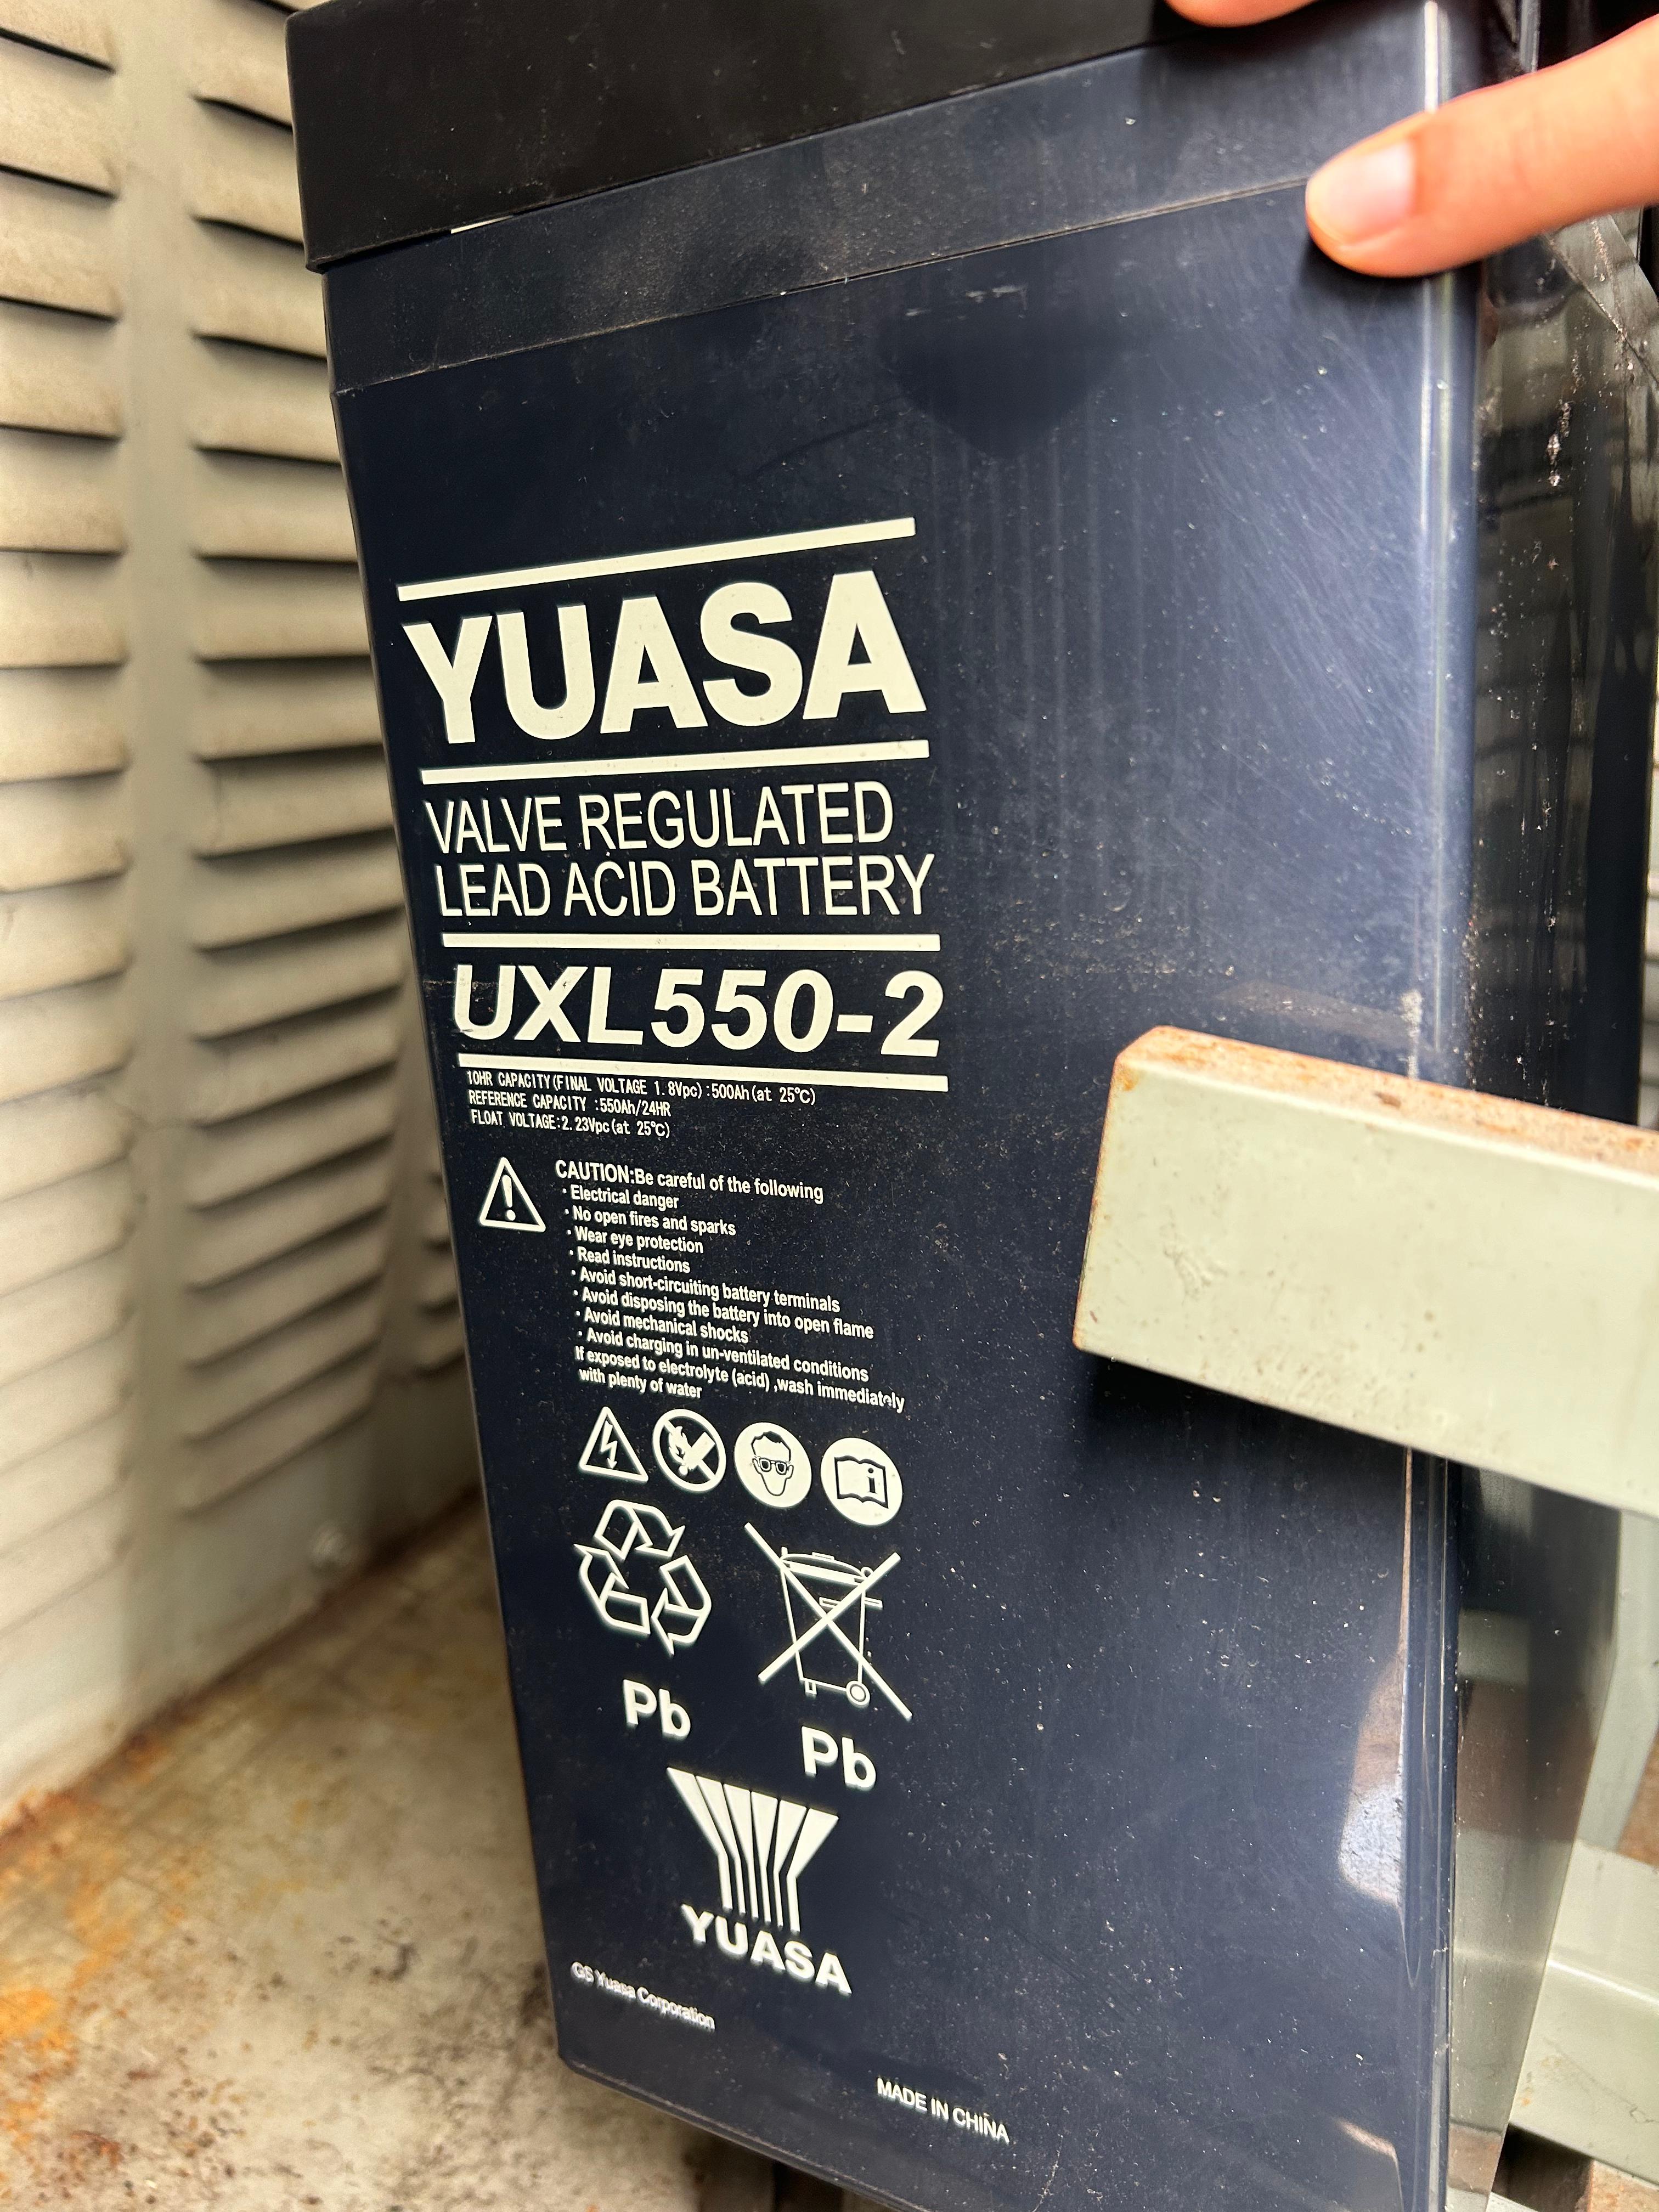 YUASA
VALVE REGULATED
LEAD ACID BATTERY
UXL550-2
10HR CAPACITY(FINAL VOLTAGE 1.8Vpc):500Ah(at 25℃)
REFERENCE CAPACITY :550Ah/24HR
FLOAT VOLTAGE:2.23Vpc(at 25℃)
CAUTION:Be careful of the following
・Electrical danger
・No open fires and sparks
・Wear eye protection
・Read instructions
・Avoid short-circuiting battery terminals
・Avoid disposing the battery into open flame
・Avoid mechanical shocks
・Avoid charging in un-ventilated conditions
If exposed to electrolyte (acid) ,wash immediately
with plenty of water
Pb
Pb
YUASA
GS Yuasa Corporation
MADE IN CHINA